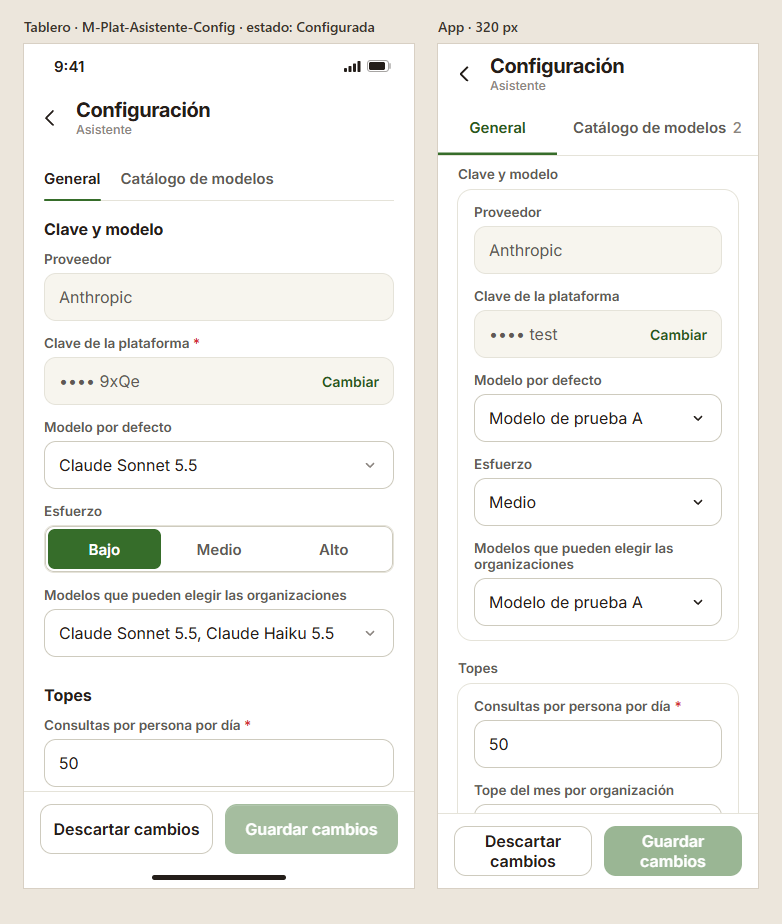 Tablero · M-Plat-Asistente-Config · estado: Configurada
9:41
Configuración
Asistente
General
Catálogo de modelos
Clave y modelo
Proveedor
Anthropic
Clave de la plataforma *
•••• 9xQe
Cambiar
Modelo por defecto
Claude Sonnet 5.5
Esfuerzo
Bajo
Medio
Alto
Modelos que pueden elegir las organizaciones
Claude Sonnet 5.5, Claude Haiku 5.5
Topes
Consultas por persona por día *
50
Descartar cambios
Guardar cambios
App · 320 px
Configuración
Asistente
General
Catálogo de modelos 2
Clave y modelo
Proveedor
Anthropic
Clave de la plataforma
•••• test
Cambiar
Modelo por defecto
Modelo de prueba A
Esfuerzo
Medio
Modelos que pueden elegir las
organizaciones
Modelo de prueba A
Topes
Consultas por persona por día *
50
Tope del mes por organización
Descartar
cambios
Guardar
cambios